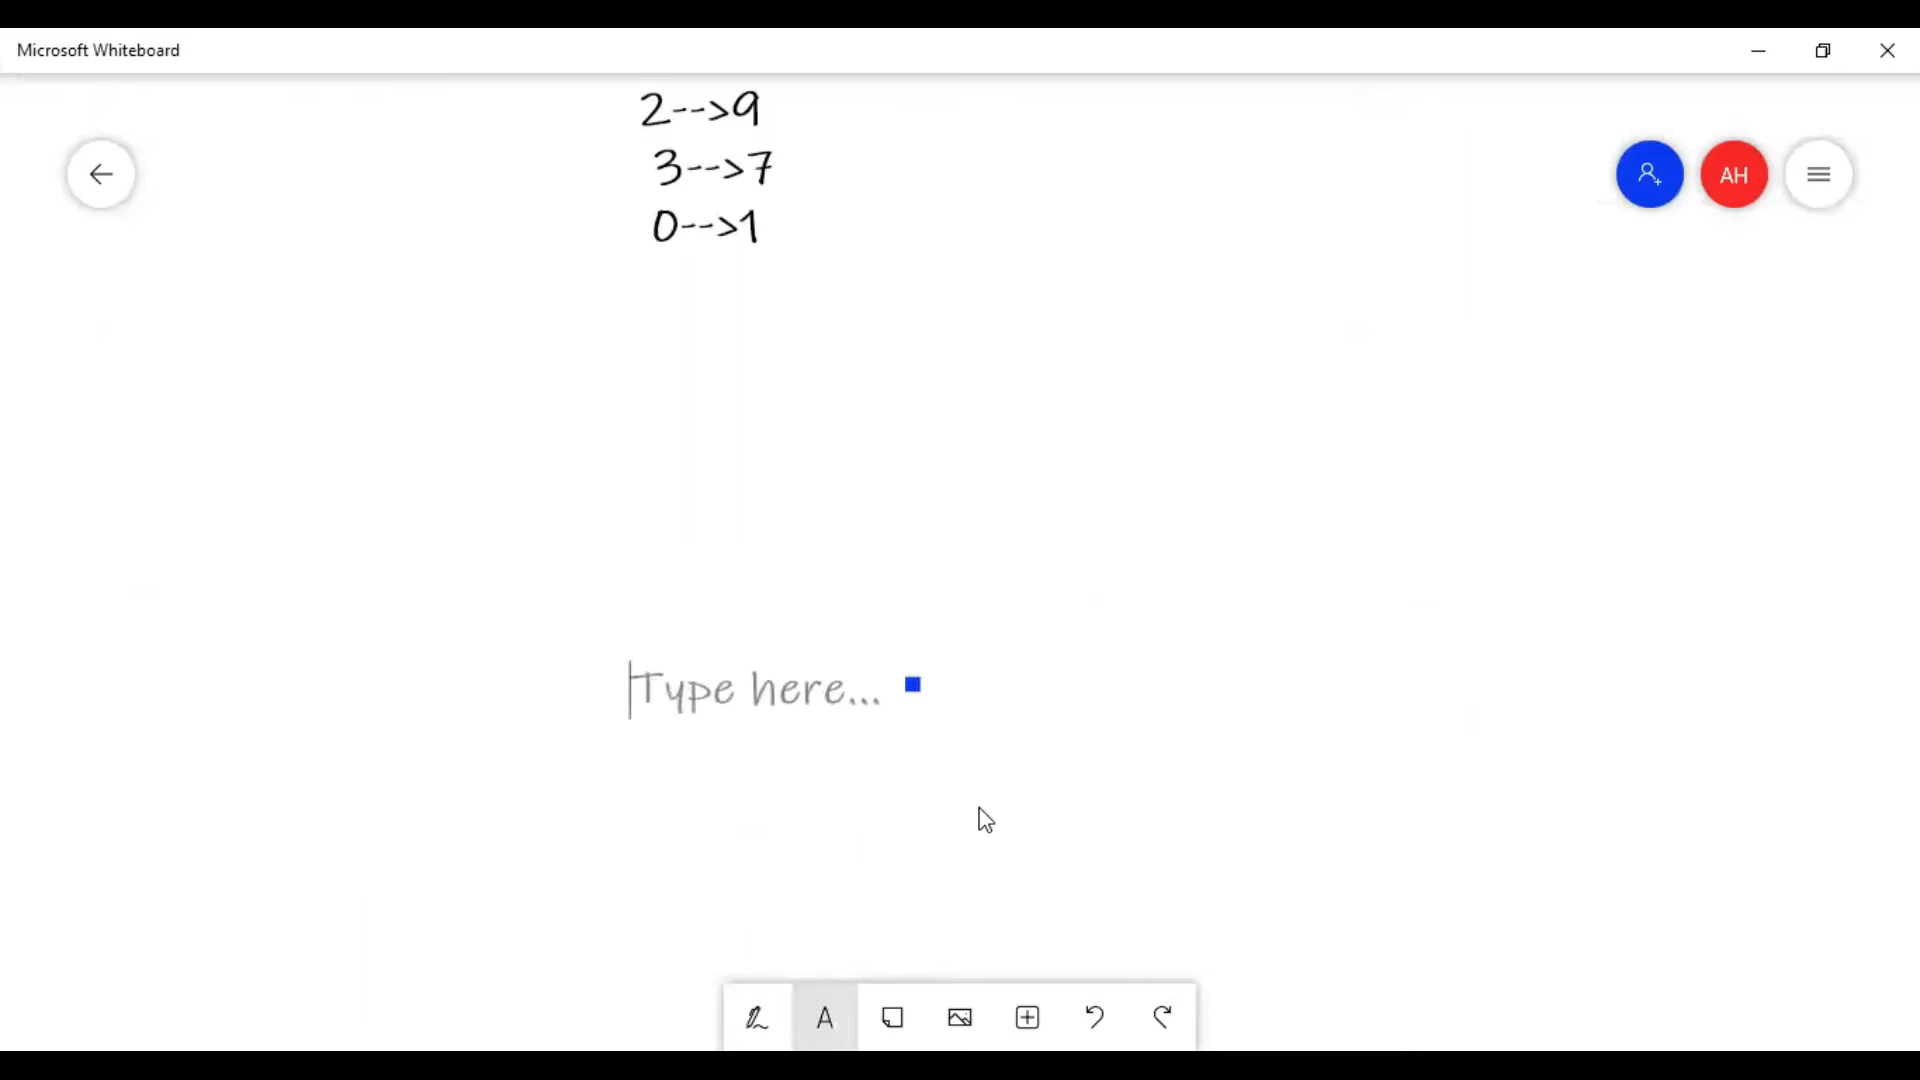 Microsoft Whiteboard
2-->9
3-->7
0-->1
AH
Type here...
A